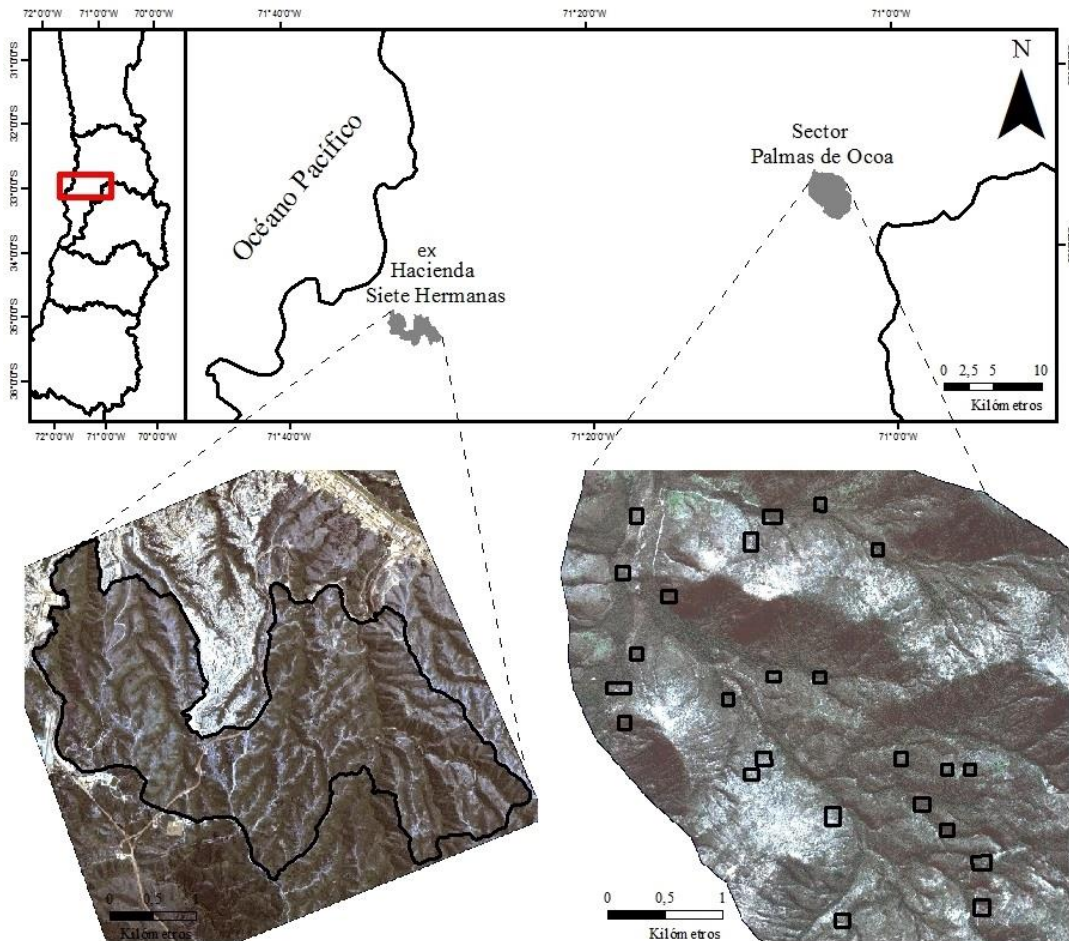 72°0'0"W 71°0'0"W 70°0'0"W 71°40'0"W 71°20'0"W 71°0'0"W
31°0'0"S
32°0'0"S
33°0'0"S
34°0'0"S
35°0'0"S
36°0'0"S
N
Océano Pacífico
Sector
Palmas de Ocoa
ex
Hacienda
Siete Hermanas
0 2,5 5 10
Kilómetros
72°0'0"W 71°0'0"W 70°0'0"W 71°40'0"W 71°20'0"W 71°0'0"W
0 0,5 1
Kilómetros
0 0,5 1
Kilómetros